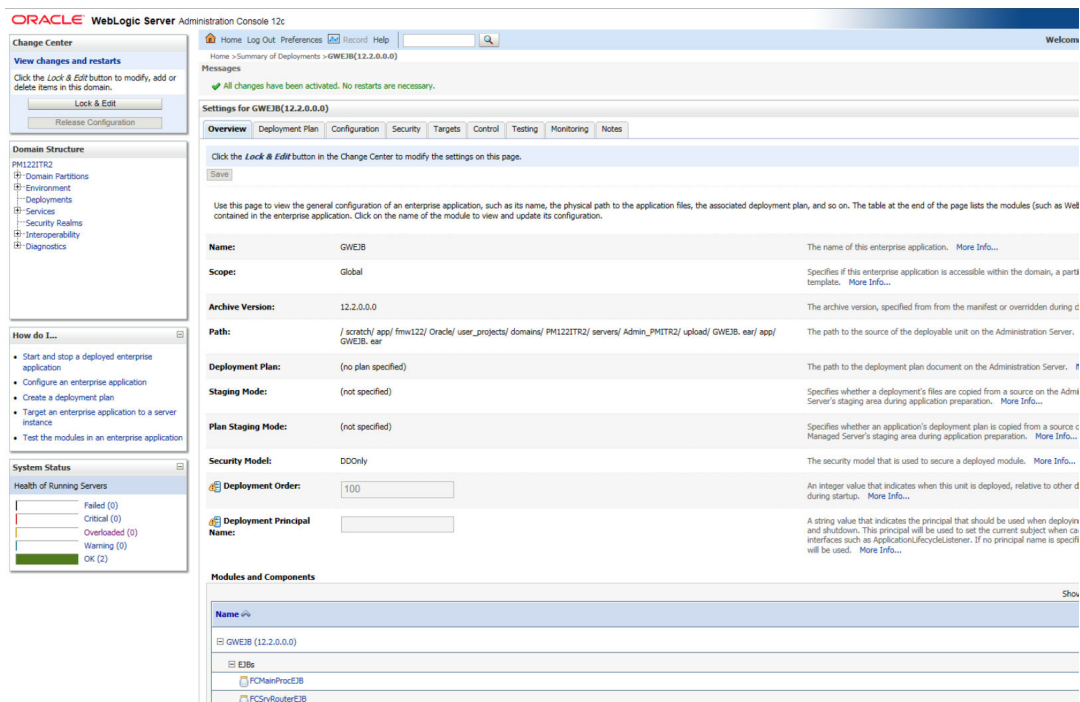 ORACLE WebLogic Server Administration Console 12c
Change Center
View changes and restarts
Click the Lock & Edit button to modify, add or
delete items in this domain.
Lock & Edit
Release Configuration
Domain Structure
PM122ITR2
Domain Partitions
Environment
Deployments
Services
Security Realms
Interoperability
Diagnostics
How do I...
Start and stop a deployed enterprise
application
Configure an enterprise application
Create a deployment plan
Target an enterprise application to a server
instance
Test the modules in an enterprise application
System Status
Health of Running Servers
Failed (0)
Critical (0)
Overloaded (0)
Warning (0)
OK (2)
Home Log Out Preferences Record Help
Welcom
Home >Summary of Deployments >GWEJB(12.2.0.0.0)
Messages
All changes have been activated. No restarts are necessary.
Settings for GWEJB(12.2.0.0.0)
Overview Deployment Plan Configuration Security Targets Control Testing Monitoring Notes
Click the Lock & Edit button in the Change Center to modify the settings on this page.
Save
Use this page to view the general configuration of an enterprise application, such as its name, the physical path to the application files, the associated deployment plan, and so on. The table at the end of the page lists the modules (such as Web
contained in the enterprise application. Click on the name of the module to view and update its configuration.
Name: GWEJB The name of this enterprise application. More Info...
Scope: Global Specifies if this enterprise application is accessible within the domain, a parti
template. More Info...
Archive Version: 12.2.0.0.0 The archive version, specified from from the manifest or overridden during d
Path: / scratch/ app/ fmw122/ Oracle/ user_projects/ domains/ PM122ITR2/ servers/ Admin_PMITR2/ upload/ GWEJB. ear/ app/ The path to the source of the deployable unit on the Administration Server.
GWEJB. ear
Deployment Plan: (no plan specified) The path to the deployment plan document on the Administration Server.
Staging Mode: (not specified) Specifies whether a deployment's files are copied from a source on the Admi
Server's staging area during application preparation. More Info...
Plan Staging Mode: (not specified) Specifies whether an application's deployment plan is copied from a source o
Managed Server's staging area during application preparation. More Info...
Security Model: DDOnly The security model that is used to secure a deployed module. More Info...
Deployment Order: 100 An integer value that indicates when this unit is deployed, relative to other d
during startup. More Info...
Deployment Principal A string value that indicates the principal that should be used when deployin
Name: and shutdown. This principal will be used to set the current subject when ca
interfaces such as ApplicationLifecycleListener. If no principal name is specifi
will be used. More Info...
Modules and Components
Show
Name
GWEJB (12.2.0.0.0)
EJBs
FCMainProcEJB
FCSrvRouterEJB